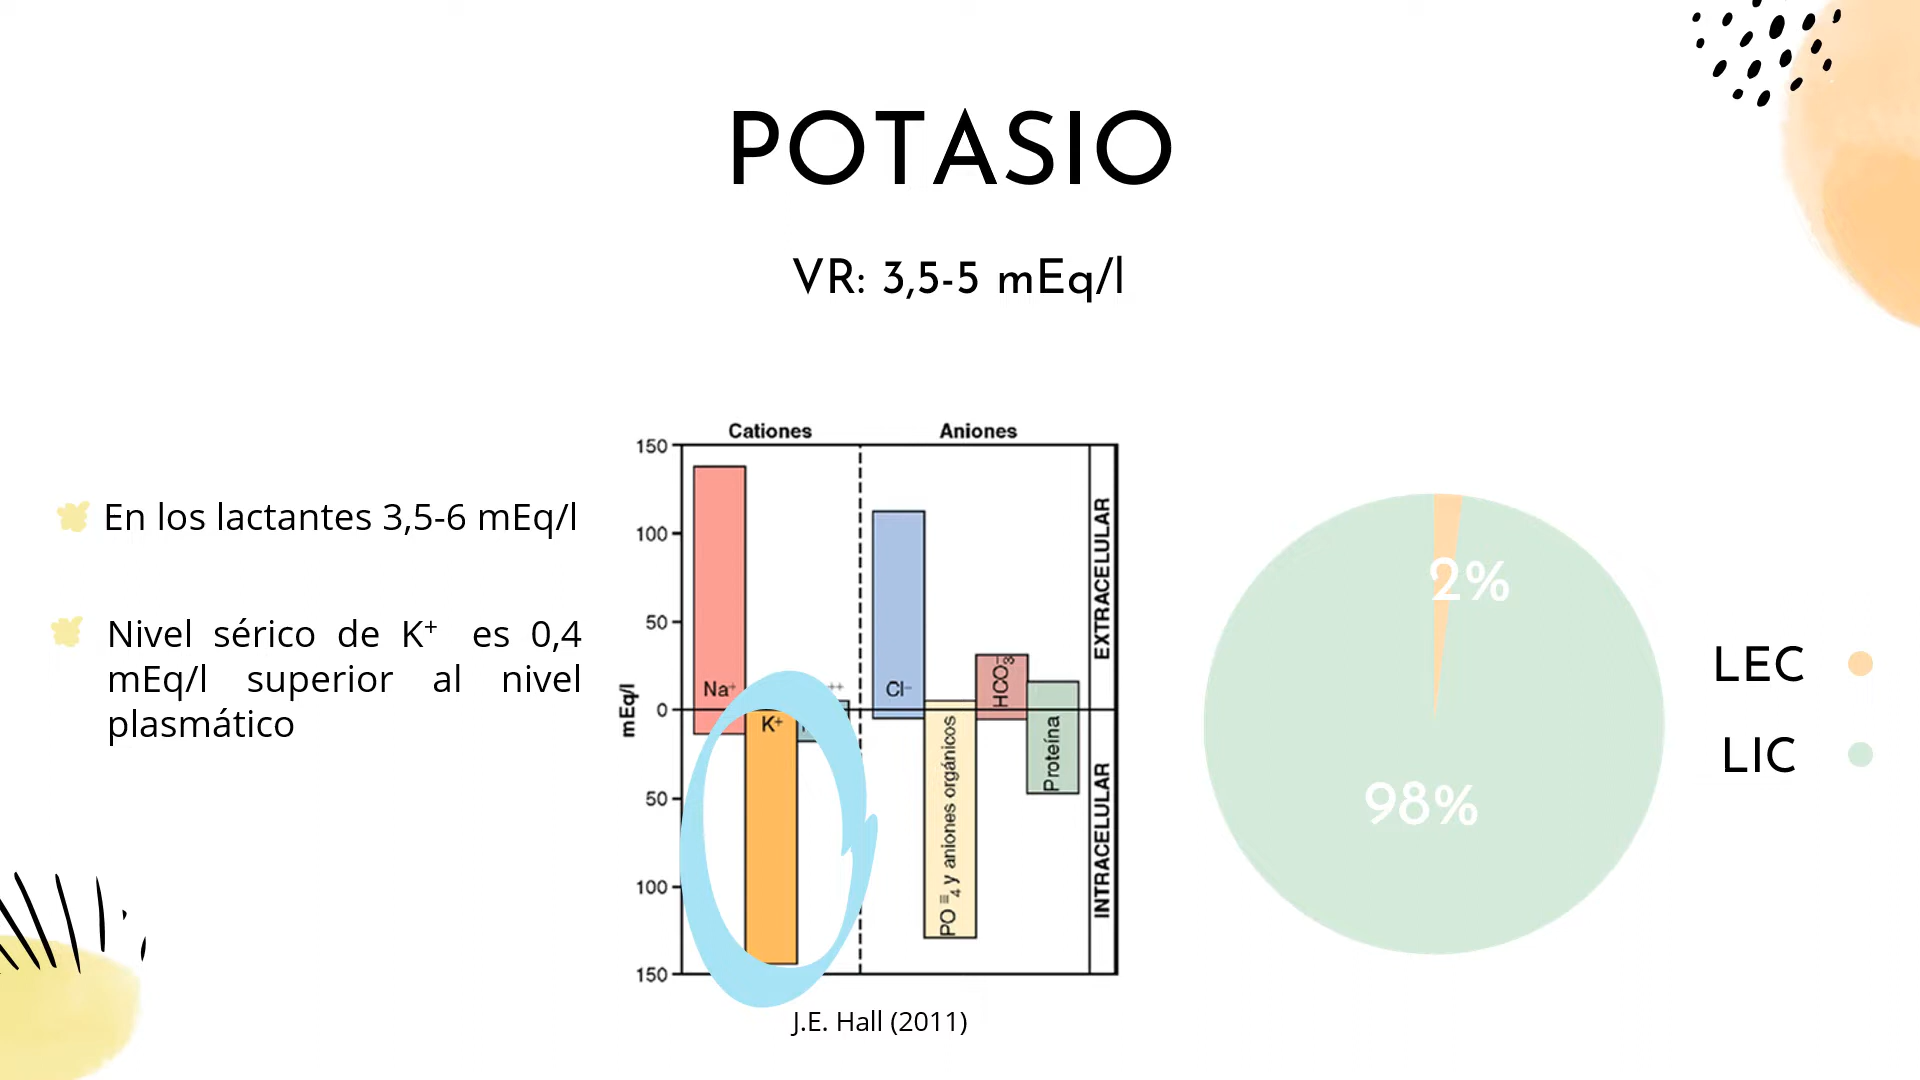 POTASIO
VR: 3,5-5 mEq/l
En los lactantes 3,5-6 mEq/l
Nivel sérico de K⁺ es 0,4
mEq/l superior al nivel
plasmático
Cationes
Aniones
150
100
50
0
50
100
150
mEq/l
Na⁺
K⁺
⁺⁺
Cl⁻
PO₄≡ y aniones orgánicos
HCO₃⁻
Proteína
EXTRACELULAR
INTRACELULAR
J.E. Hall (2011)
2%
98%
LEC
LIC